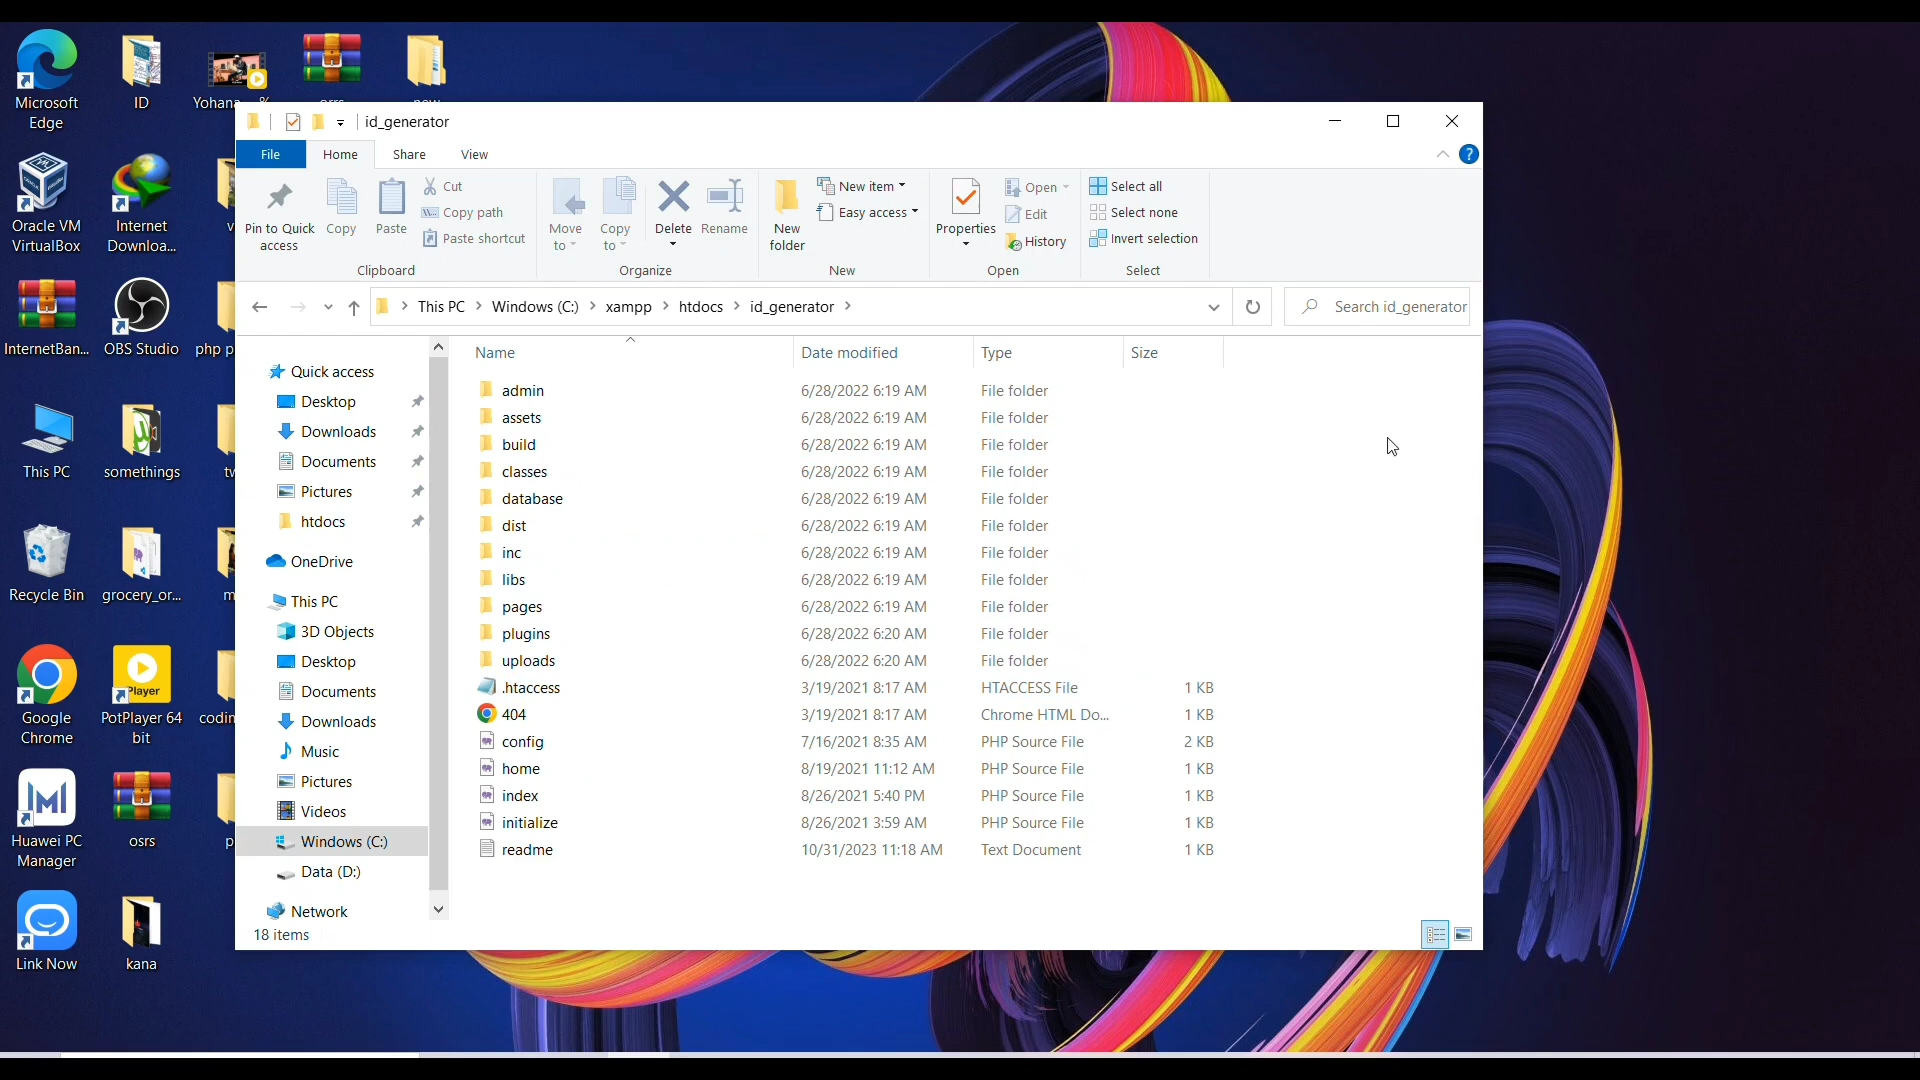 Microsoft
Edge
ID
Yohana
Oracle VM
VirtualBox
Internet
Downloa...
InternetBan...
OBS Studio
php p
This PC
somethings
Recycle Bin
grocery_or...
Google
Chrome
Player
PotPlayer 64
bit
codin
Huawei PC
Manager
osrs
Link Now
kana
id_generator
File
Home
Share
View
Pin to Quick
access
Copy
Paste
Cut
Copy path
Paste shortcut
Clipboard
Move
to
Copy
to
Delete
Rename
Organize
New
folder
New item
Easy access
New
Properties
Open
Edit
History
Open
Select all
Select none
Invert selection
Select
This PC > Windows (C:) > xampp > htdocs > id_generator >
Search id_generator
Quick access
Desktop
Downloads
Documents
Pictures
htdocs
OneDrive
This PC
3D Objects
Desktop
Documents
Downloads
Music
Pictures
Videos
Windows (C:)
Data (D:)
Network
Name Date modified Type Size
admin 6/28/2022 6:19 AM File folder
assets 6/28/2022 6:19 AM File folder
build 6/28/2022 6:19 AM File folder
classes 6/28/2022 6:19 AM File folder
database 6/28/2022 6:19 AM File folder
dist 6/28/2022 6:19 AM File folder
inc 6/28/2022 6:19 AM File folder
libs 6/28/2022 6:19 AM File folder
pages 6/28/2022 6:19 AM File folder
plugins 6/28/2022 6:20 AM File folder
uploads 6/28/2022 6:20 AM File folder
.htaccess 3/19/2021 8:17 AM HTACCESS File 1 KB
404 3/19/2021 8:17 AM Chrome HTML Do... 1 KB
config 7/16/2021 8:35 AM PHP Source File 2 KB
home 8/19/2021 11:12 AM PHP Source File 1 KB
index 8/26/2021 5:40 PM PHP Source File 1 KB
initialize 8/26/2021 3:59 AM PHP Source File 1 KB
readme 10/31/2023 11:18 AM Text Document 1 KB
18 items